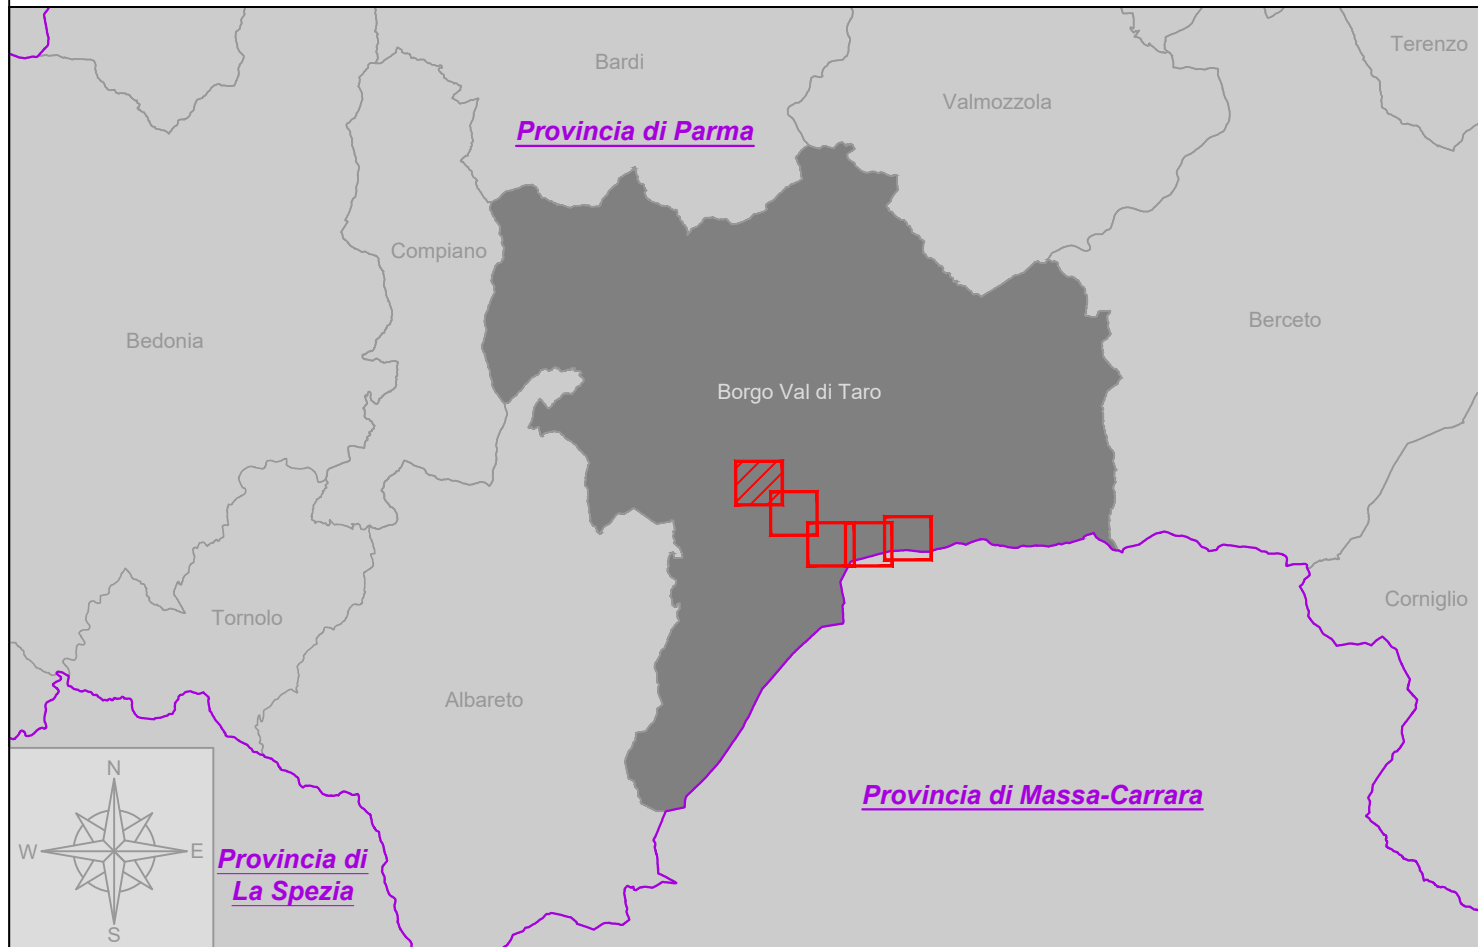 Terenzo
Bardi
Valmozzola
Provincia di Parma
Compiano
Berceto
Bedonia
Borgo Val di Taro
Corniglio
Tornolo
Albareto
N
W
E
S
Provincia di Massa-Carrara
Provincia di
La Spezia